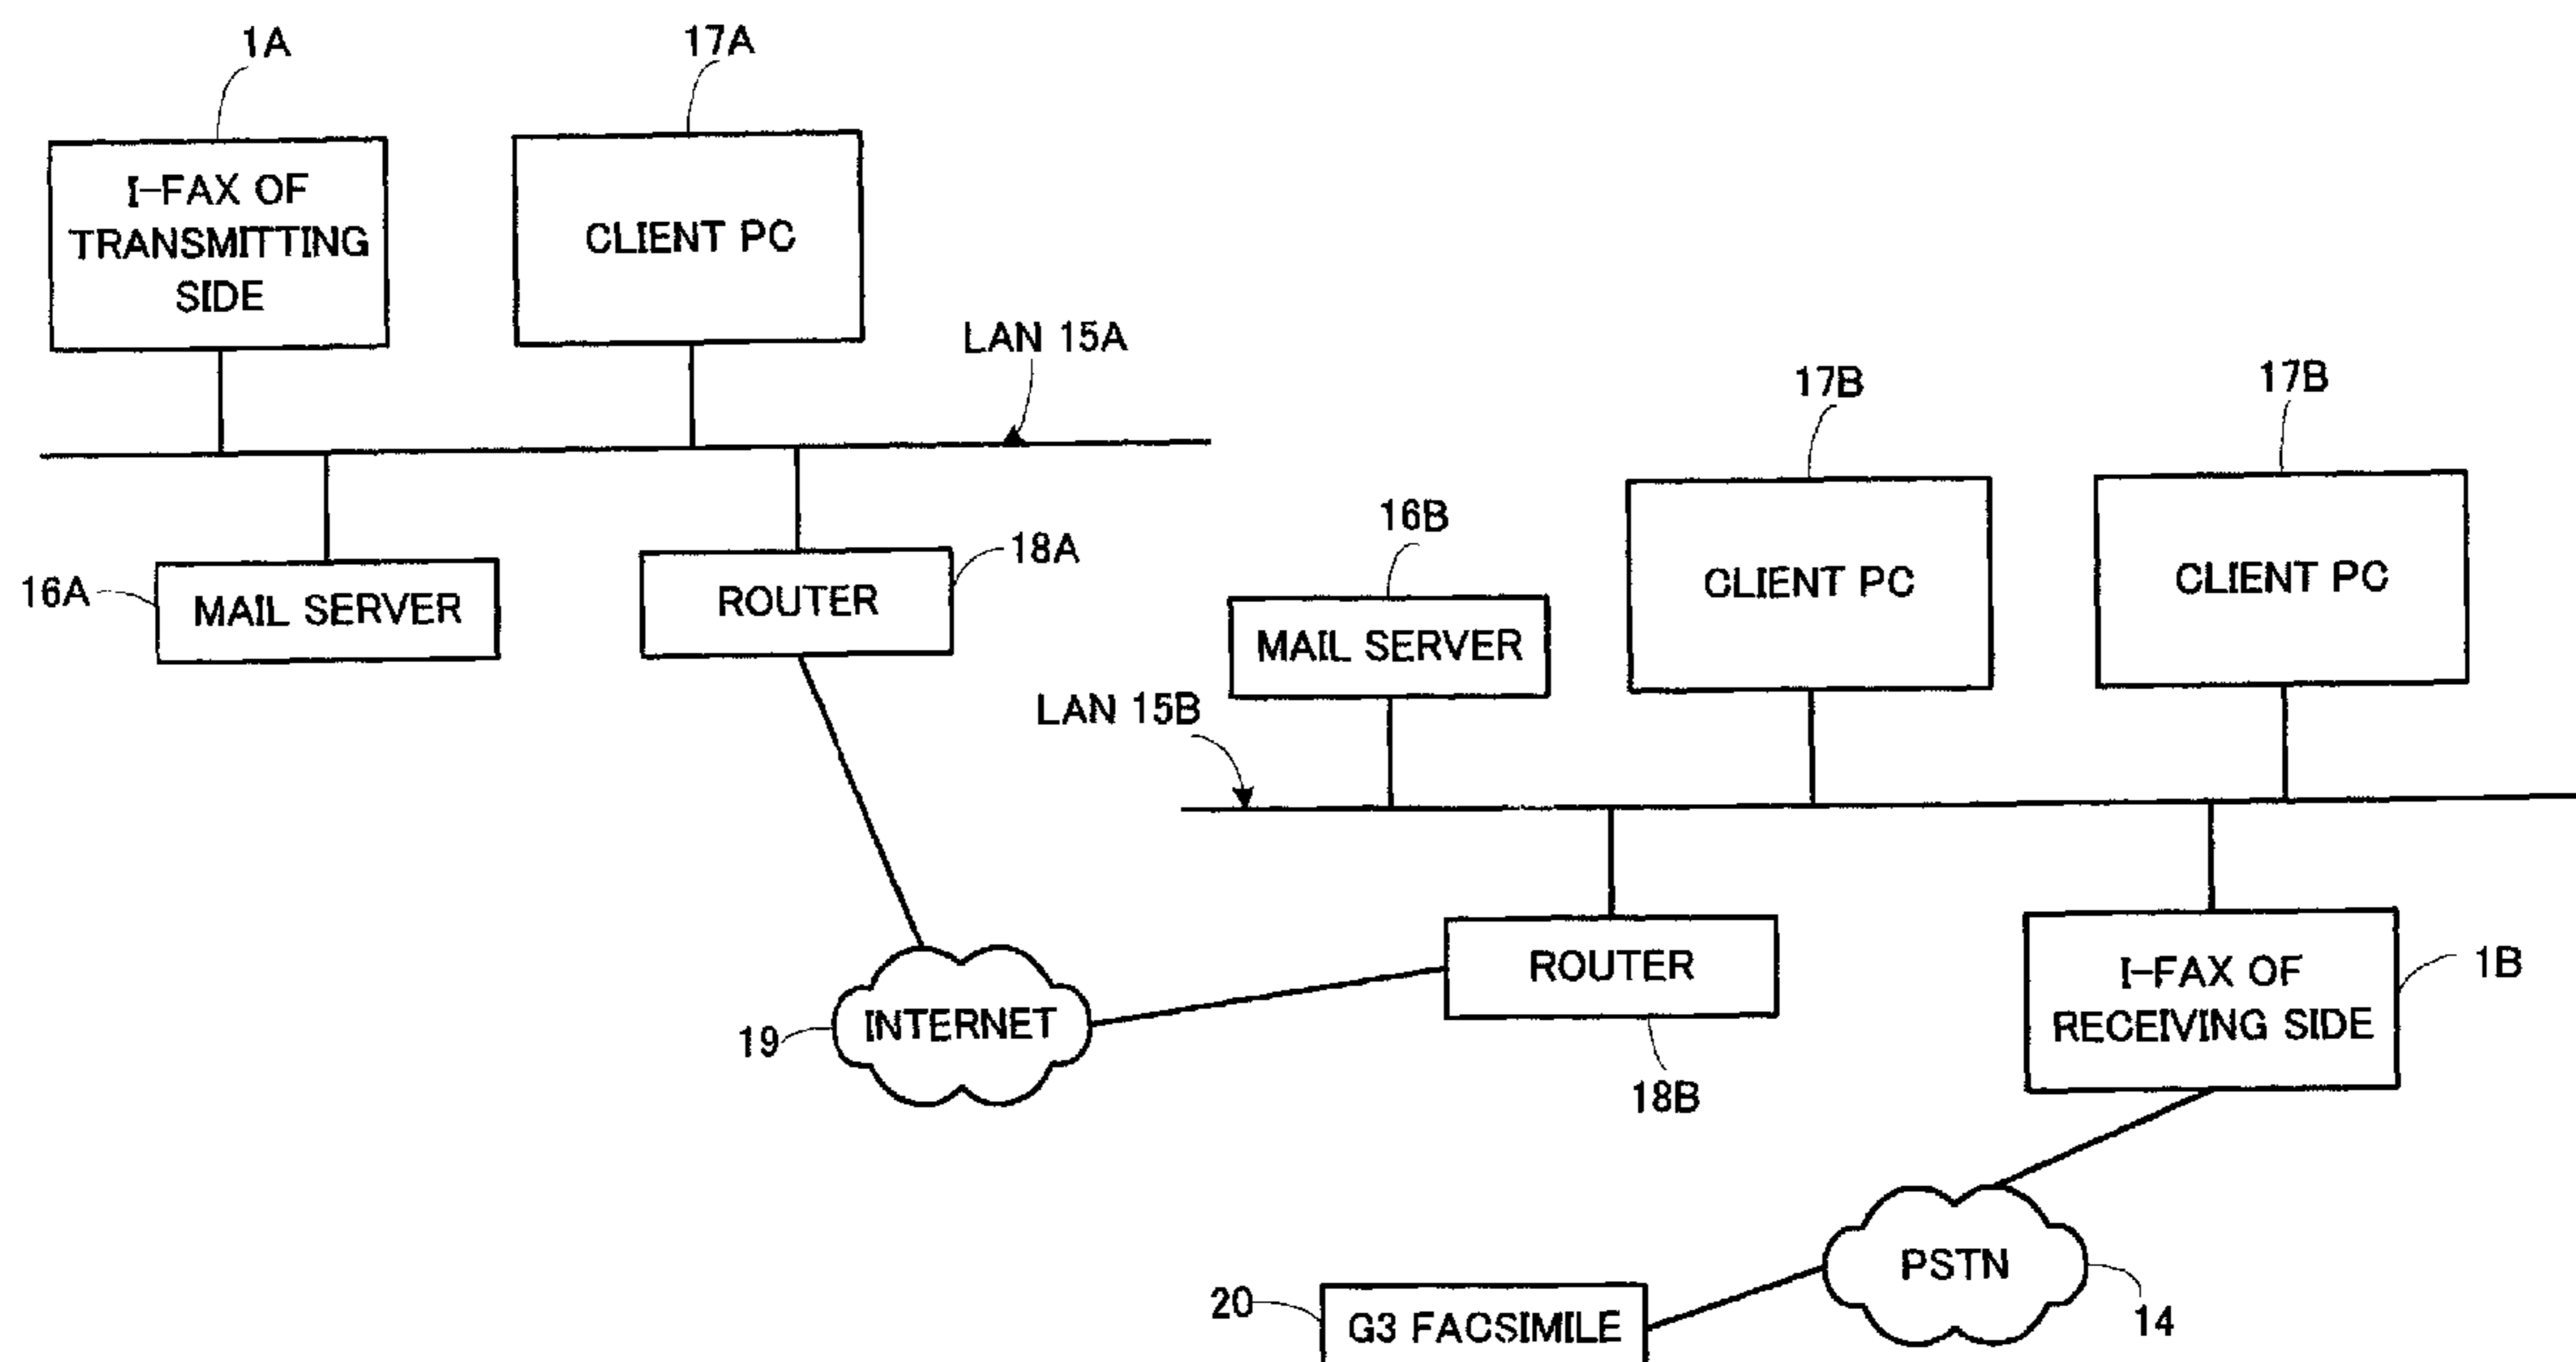 1A
17A
I-FAX OF
TRANSMITTING
SIDE
CLIENT PC
LAN 15A
17B
17B
16A
MAIL SERVER
ROUTER
18A
16B
MAIL SERVER
CLIENT PC
CLIENT PC
LAN 15B
19
INTERNET
ROUTER
18B
I-FAX OF
RECEIVING SIDE
1B
PSTN
14
20
G3 FACSIMILE